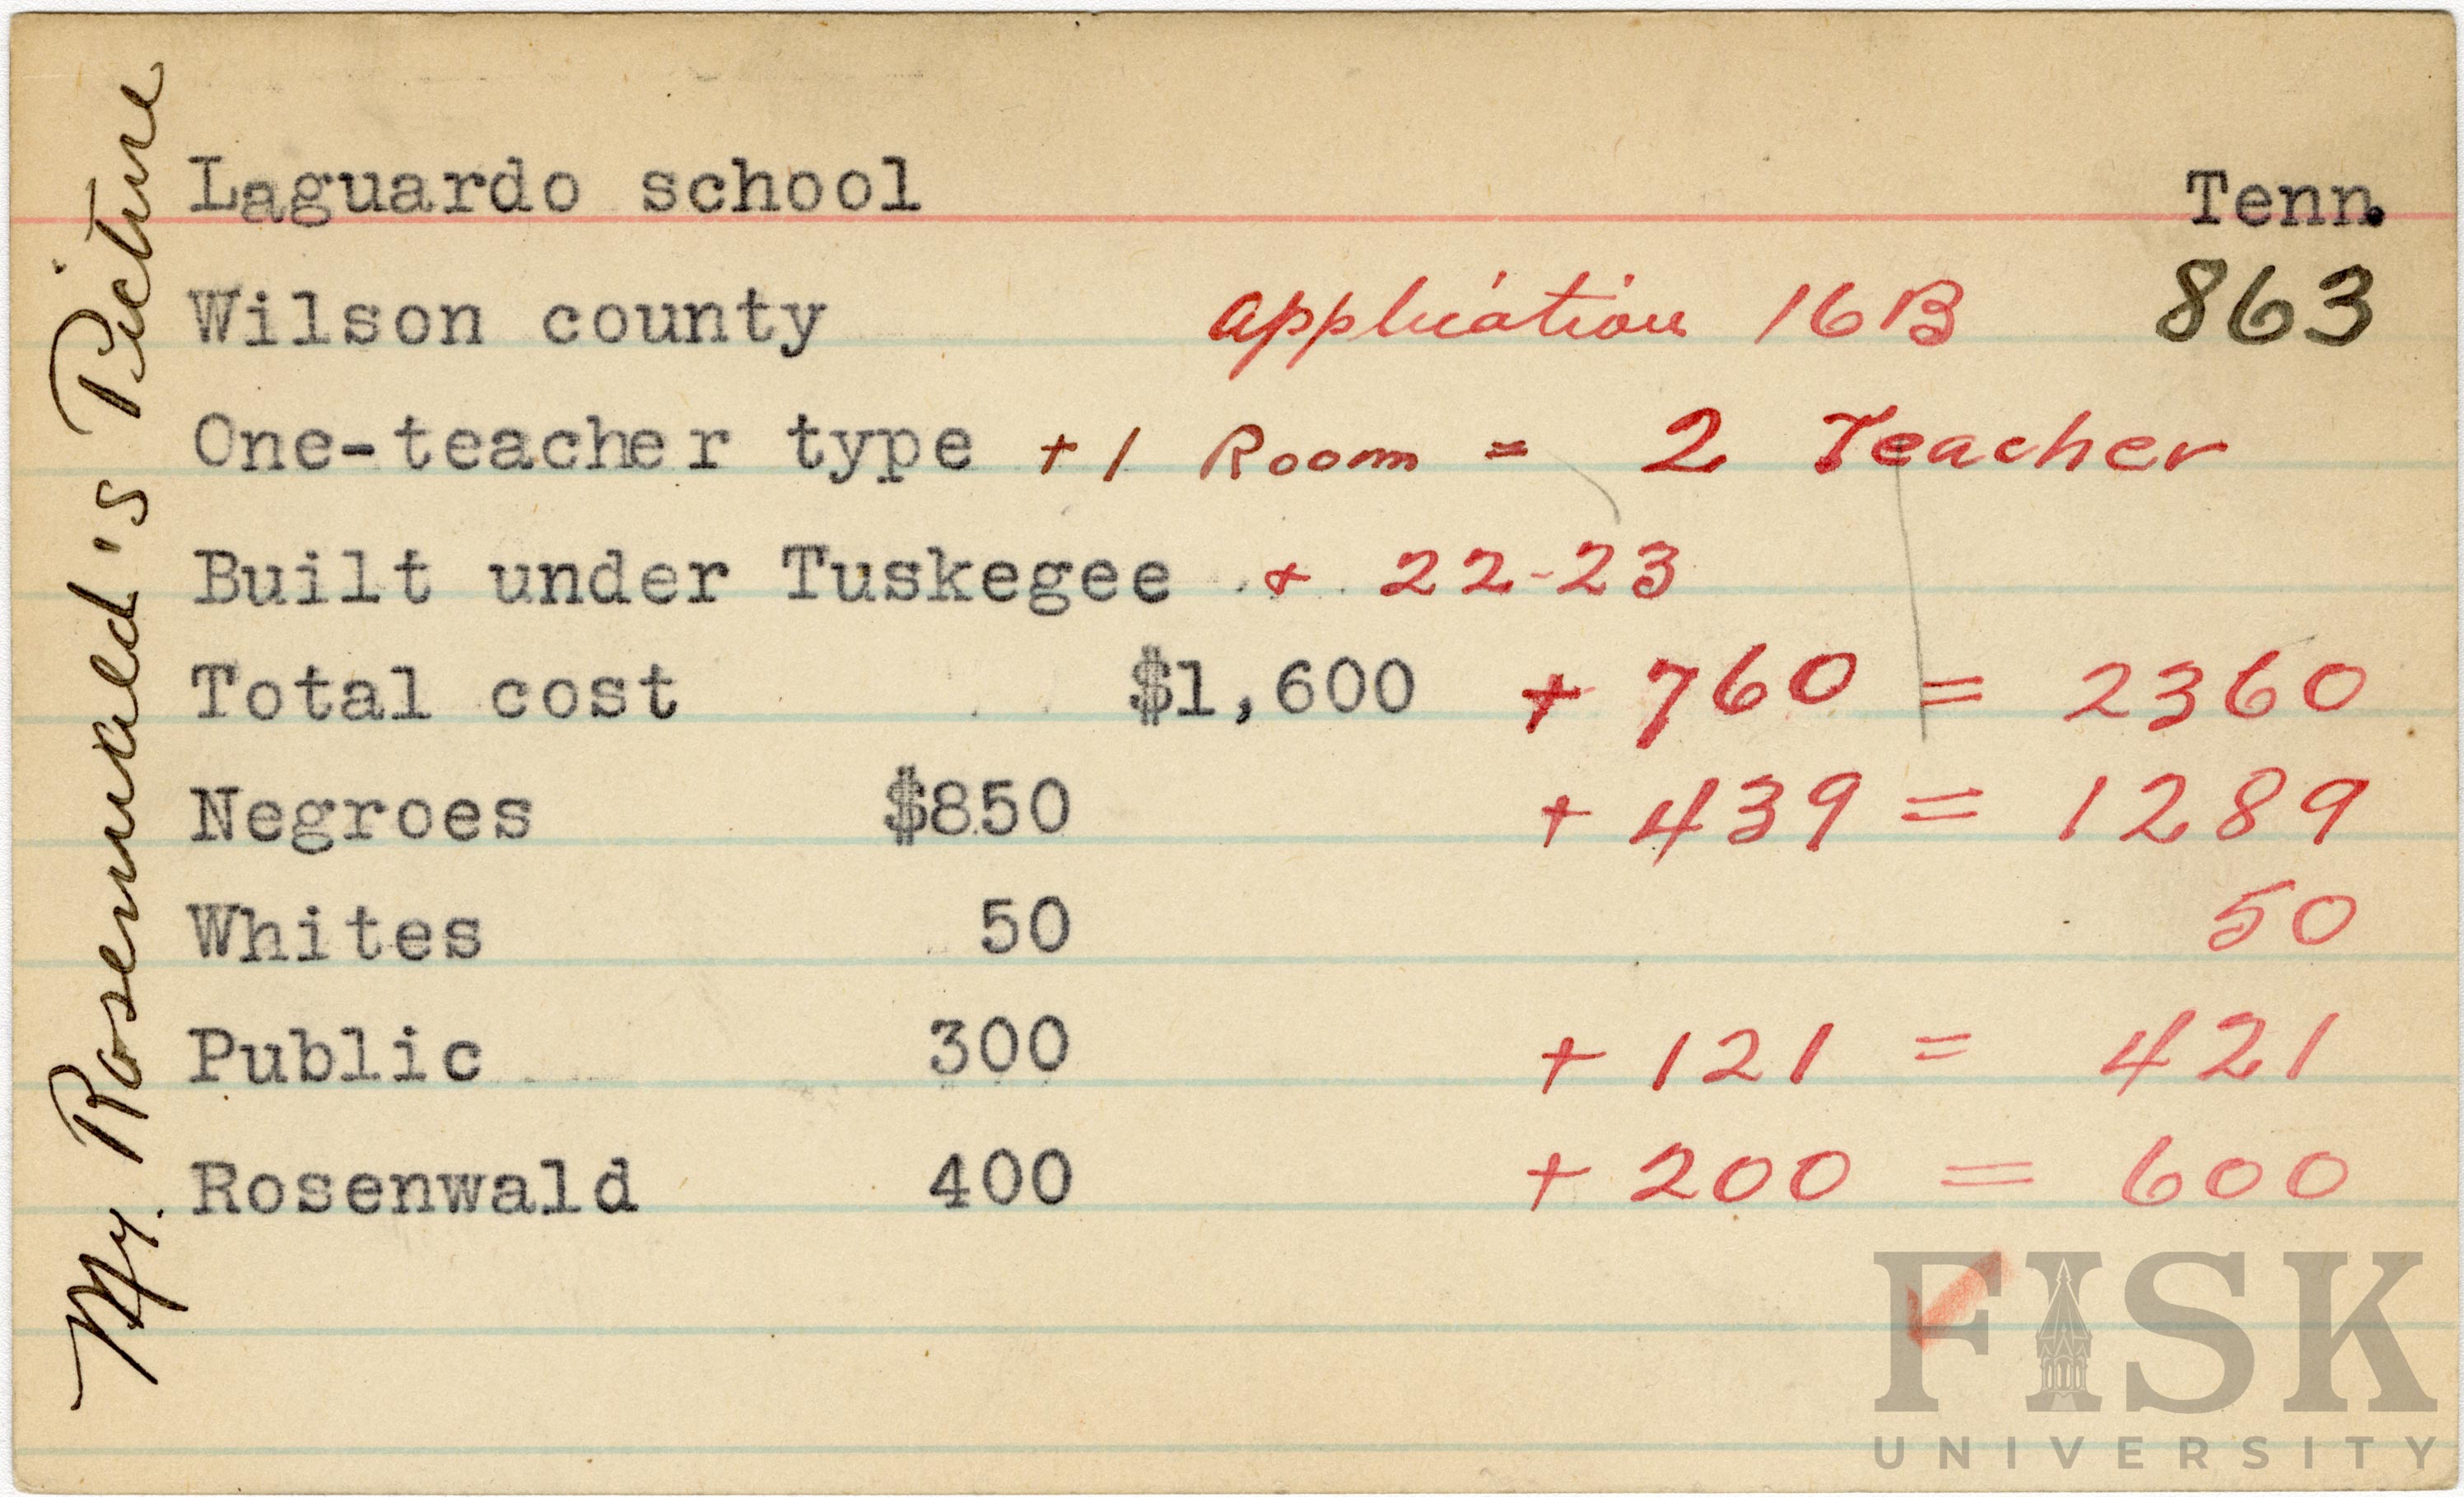 Mr. Rosenwald's Picture
Laguardo school Tenn.
Wilson county application 16B 863
One-teacher type + 1 Room = 2 Teacher
Built under Tuskegee + 22-23
Total cost $1,600 + 760 = 2360
Negroes $850 + 439 = 1289
Whites 50 50
Public 300 + 121 = 421
Rosenwald 400 + 200 = 600
FISK
UNIVERSITY